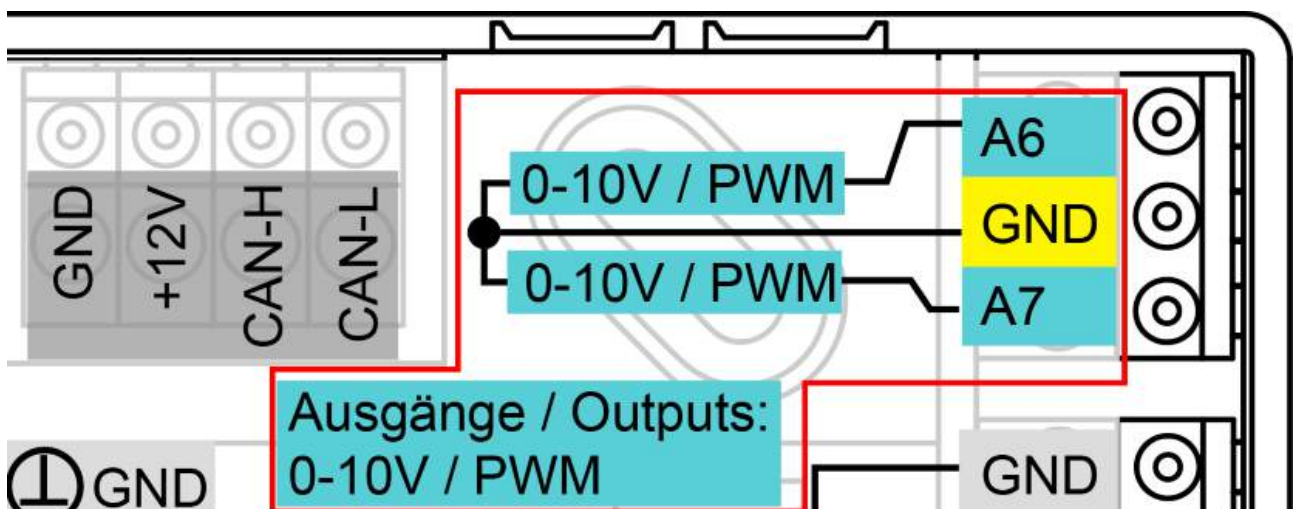 GND
+12V
CAN-H
CAN-L
0-10V / PWM
0-10V / PWM
A6
GND
A7
Ausgänge / Outputs:
0-10V / PWM
GND
GND